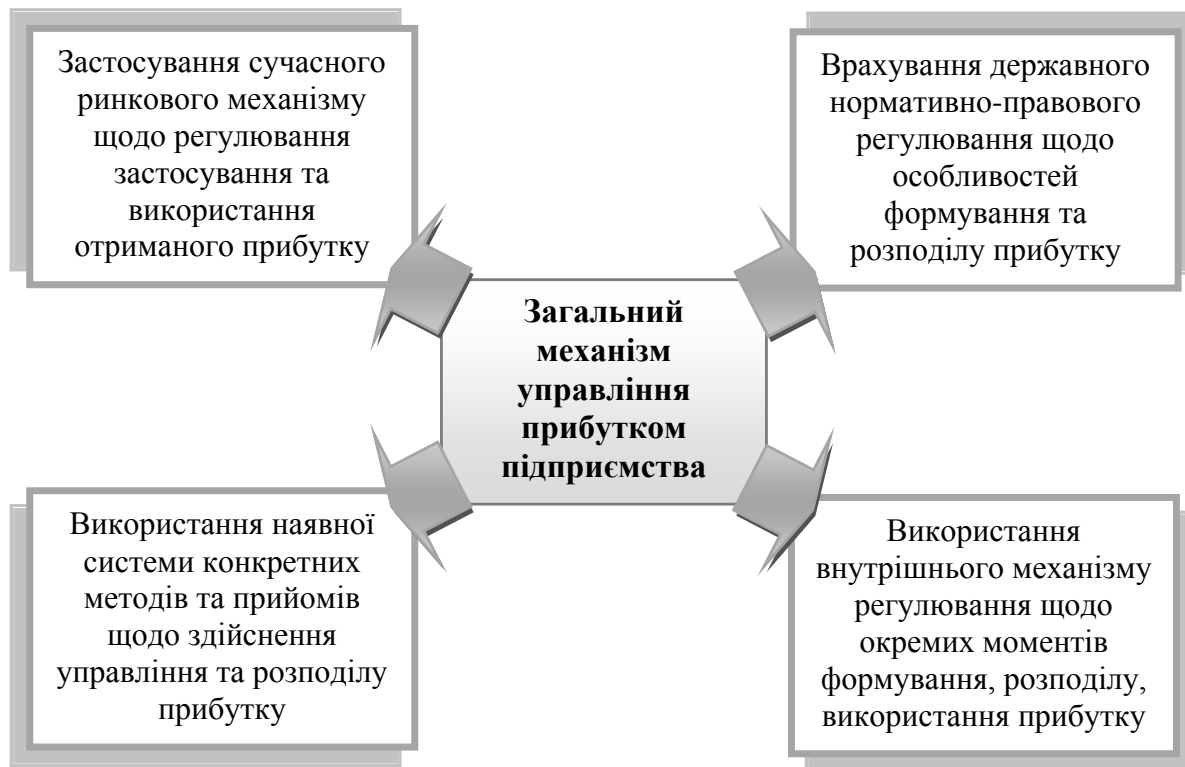 Застосування сучасного
ринкового механізму
щодо регулювання
застосування та
використання
отриманого прибутку
Врахування державного
нормативно-правового
регулювання щодо
особливостей
формування та
розподілу прибутку
Загальний
механізм
управління
прибутком
підприємства
Використання наявної
системи конкретних
методів та прийомів
щодо здійснення
управління та розподілу
прибутку
Використання
внутрішнього механізму
регулювання щодо
окремих моментів
формування, розподілу,
використання прибутку